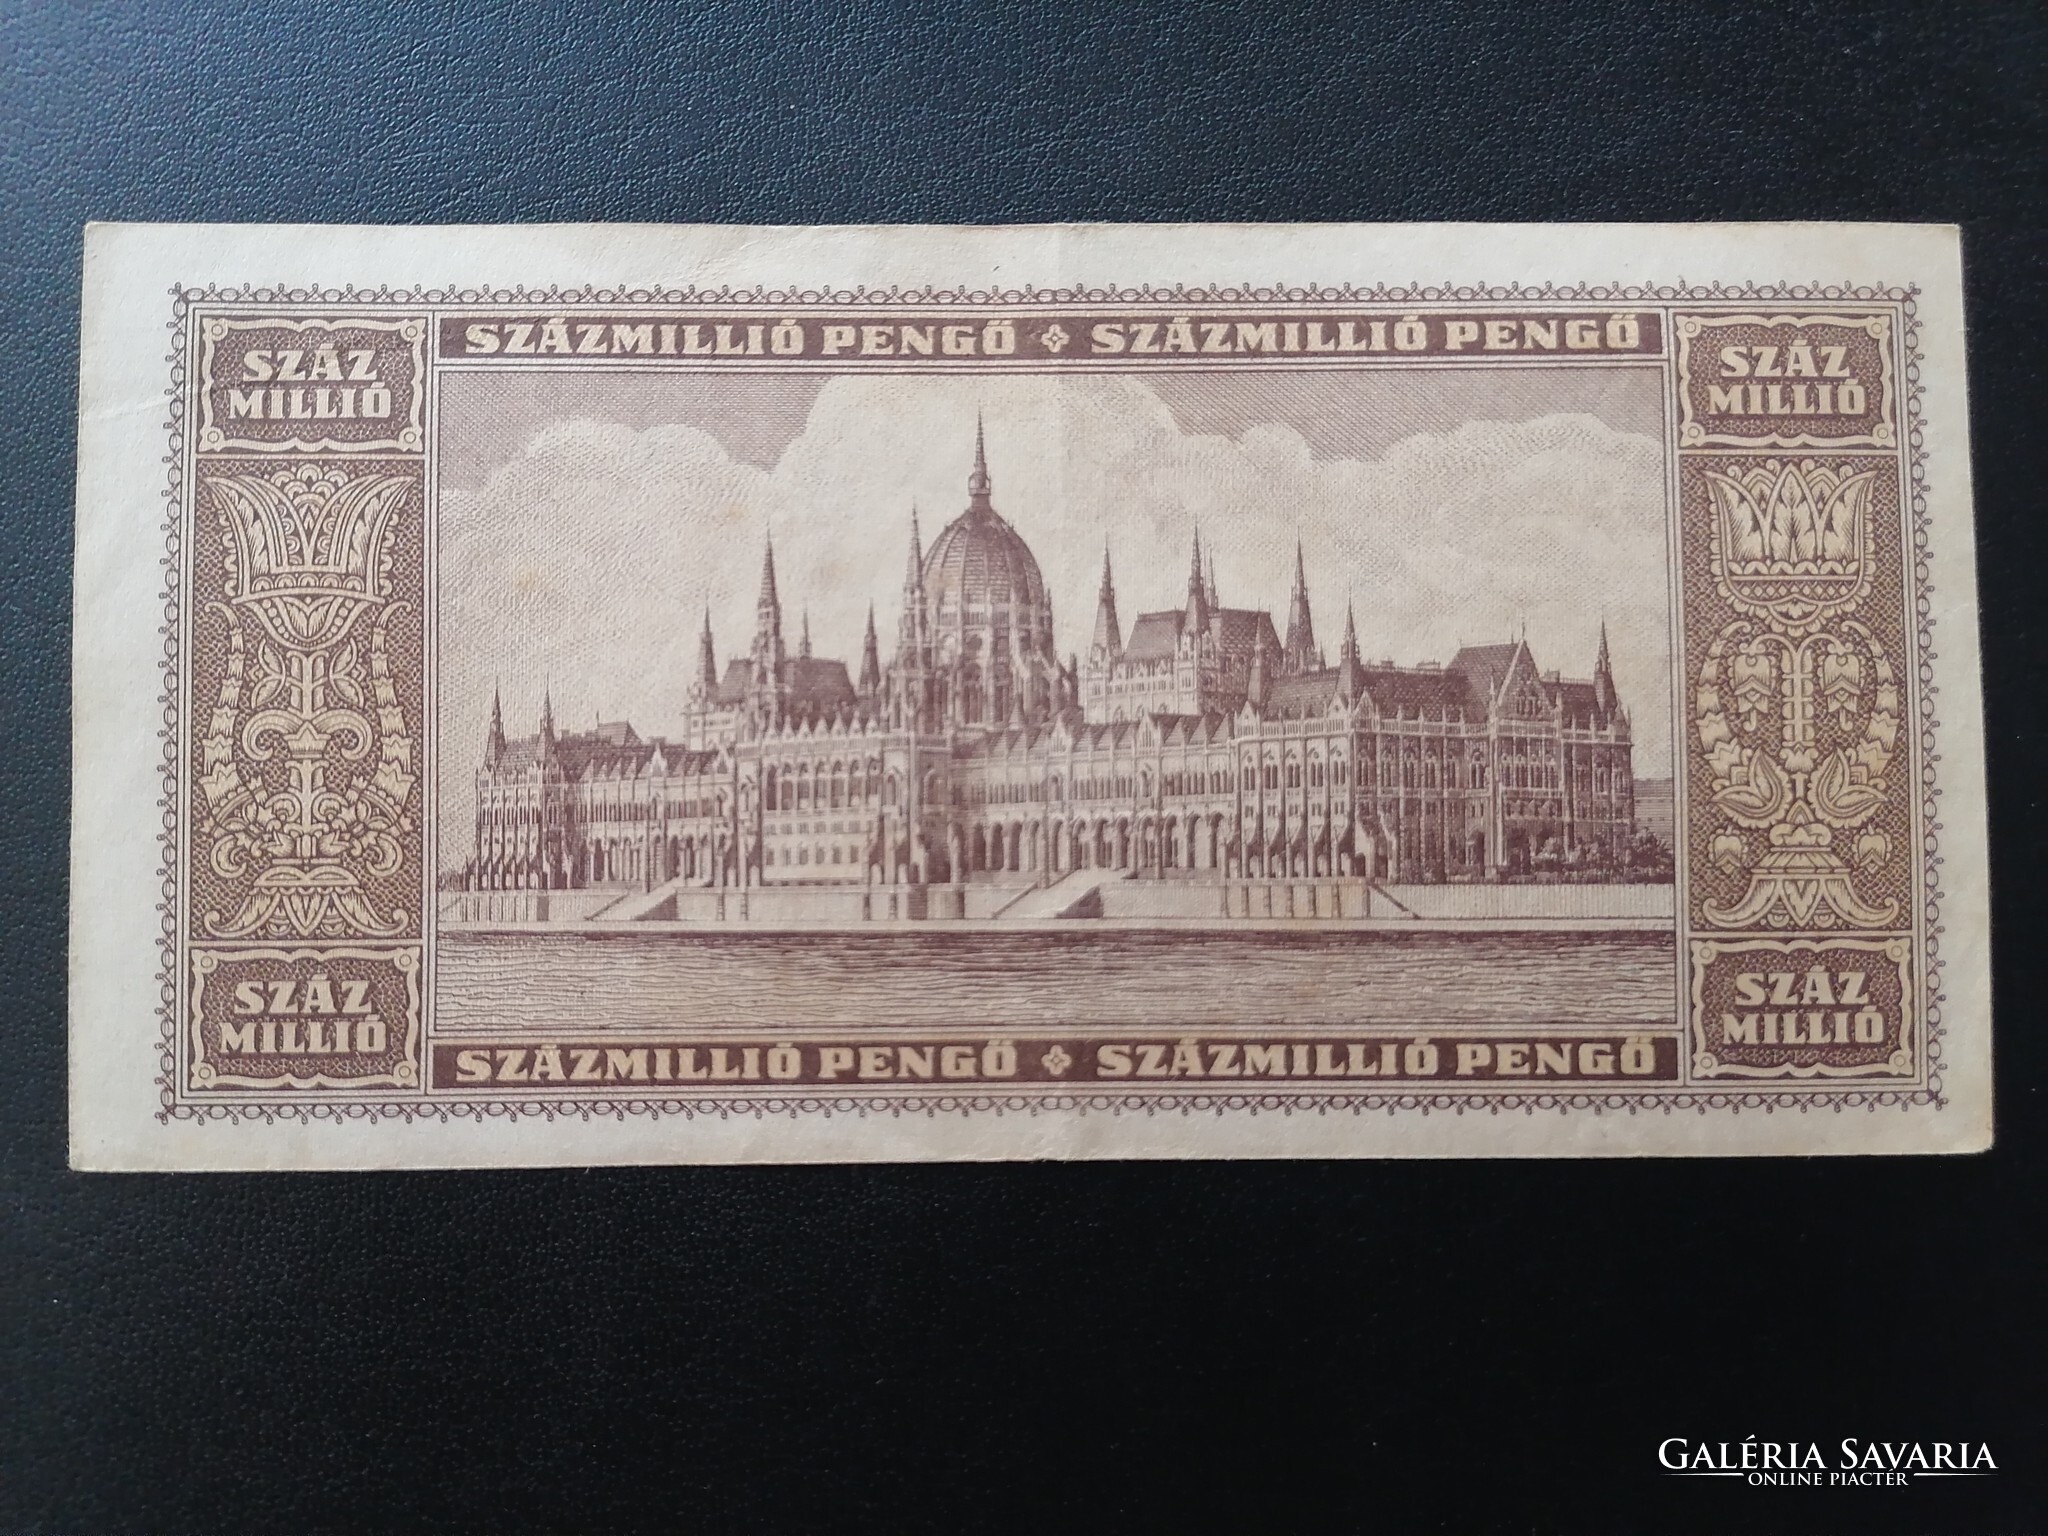 SZÁZMILLIÓ PENGŐ SZÁZMILLIÓ PENGŐ
SZÁZ
MILLIÓ
SZÁZ
MILLIÓ
SZÁZ
MILLIÓ
SZÁZ
MILLIÓ
SZÁZMILLIÓ PENGŐ SZÁZMILLIÓ PENGŐ
GALÉRIA SAVARIA
ONLINE PIACTÉR